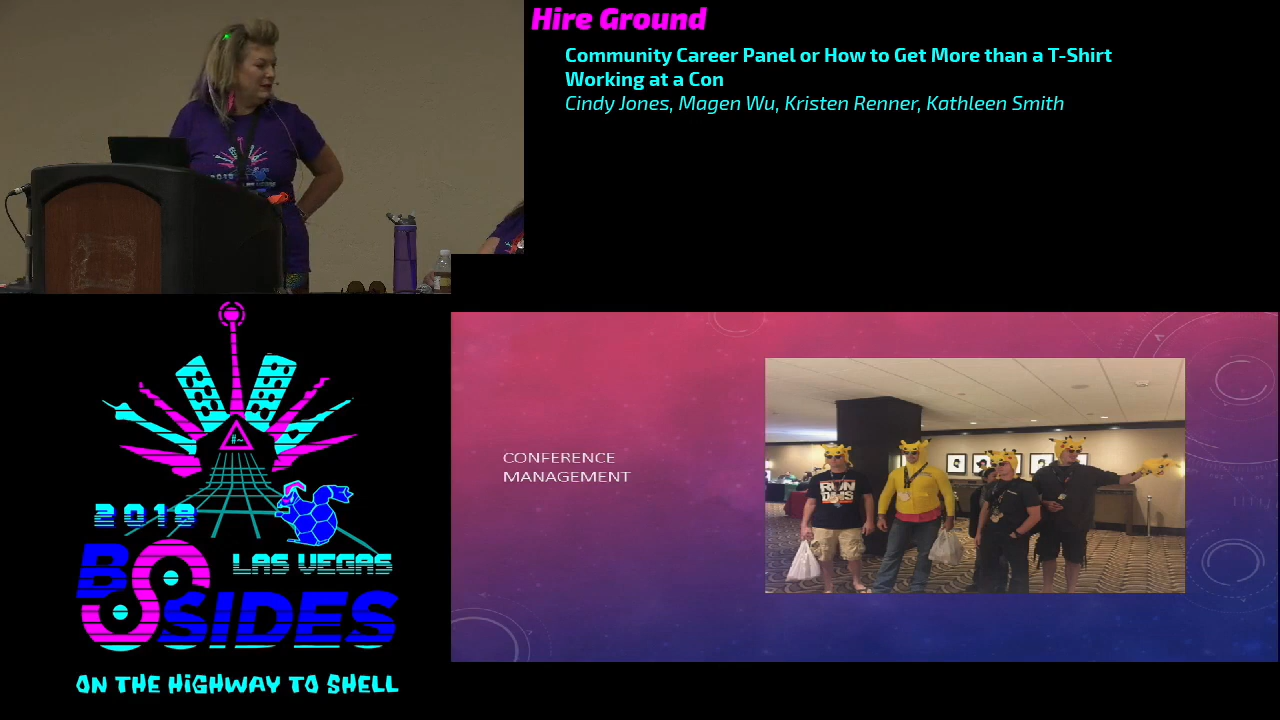 Hire Ground
Community Career Panel or How to Get More than a T-Shirt
Working at a Con
Cindy Jones, Magen Wu, Kristen Renner, Kathleen Smith
CONFERENCE
MANAGEMENT
RUN
DMS
#~
2018
LAS VEGAS
BSIDES
ON THE HIGHWAY TO SHELL